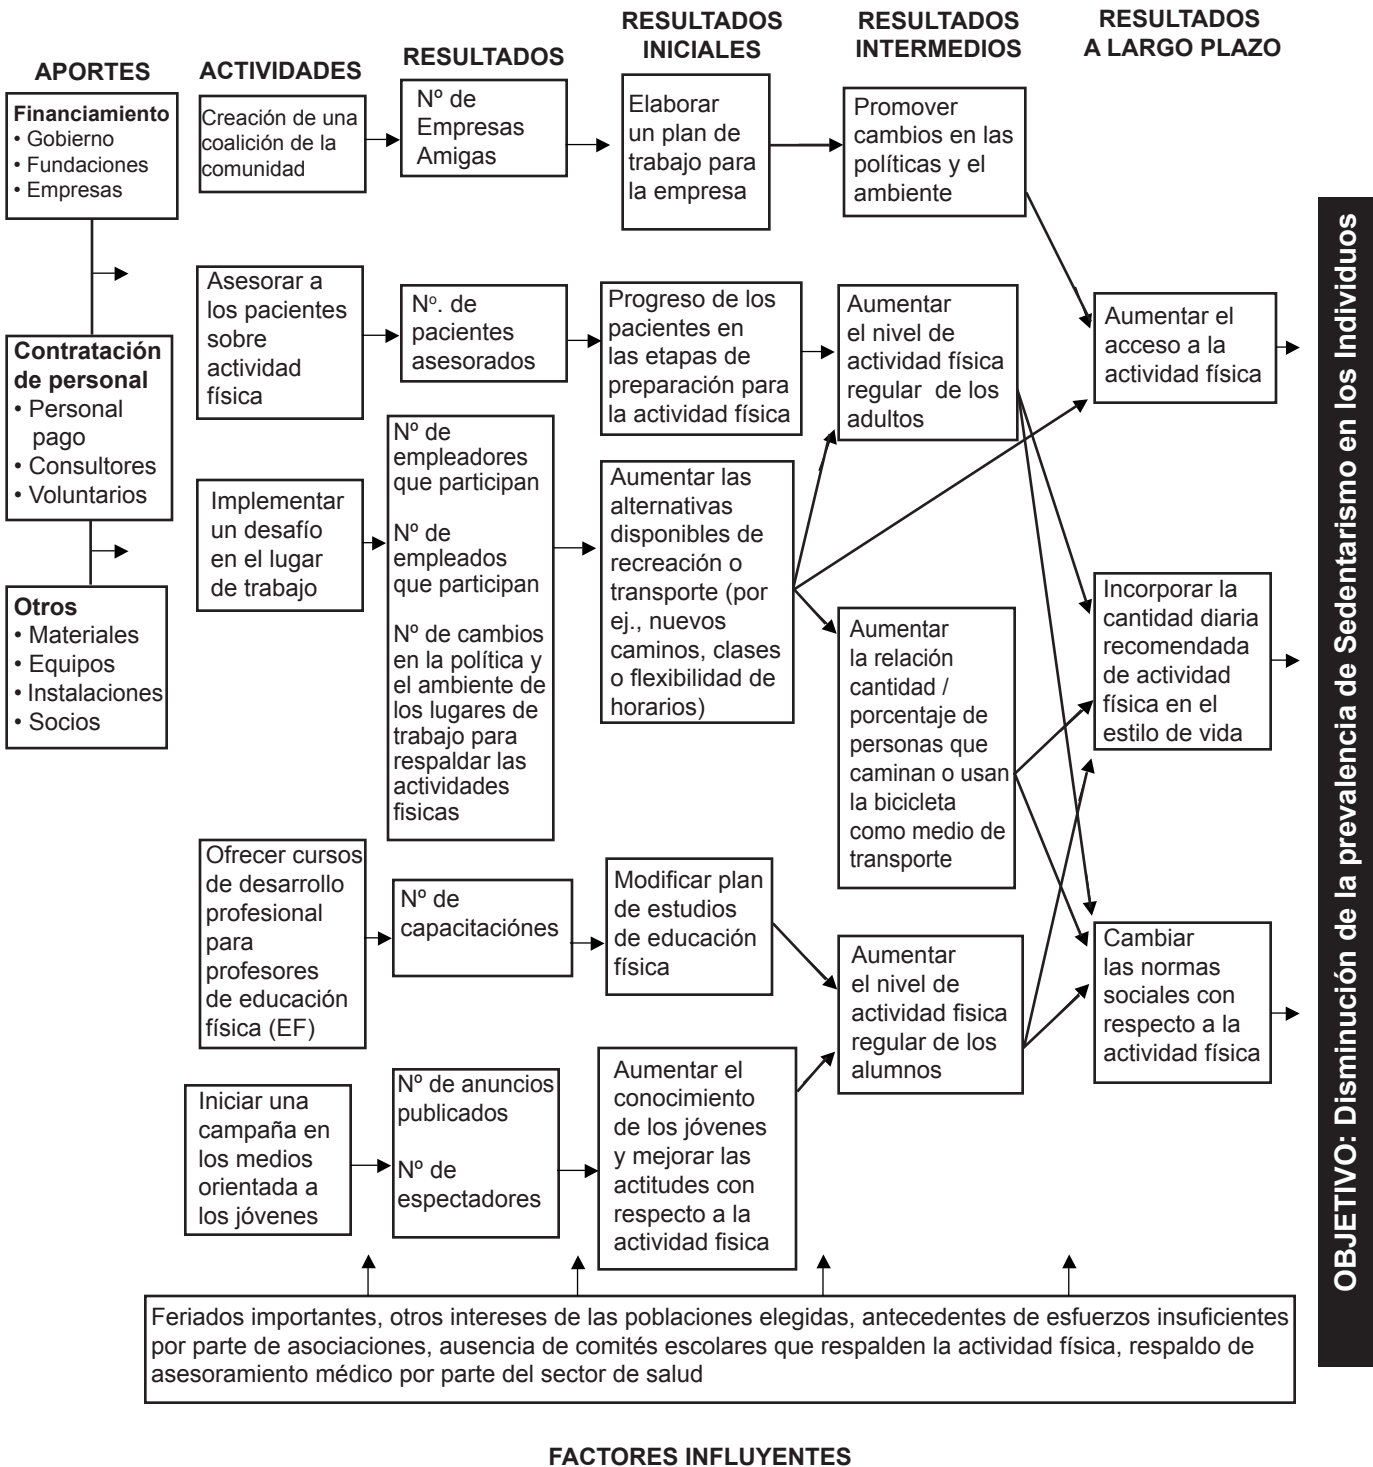 APORTES
Financiamiento
• Gobierno
• Fundaciones
• Empresas
Contratación
de personal
• Personal
pago
• Consultores
• Voluntarios
Otros
• Materiales
• Equipos
• Instalaciones
• Socios
ACTIVIDADES
Creación de una
coalición de la
comunidad
Asesorar a
los pacientes
sobre
actividad
física
Implementar
un desafío
en el lugar
de trabajo
Ofrecer cursos
de desarrollo
profesional
para
profesores
de educación
física (EF)
Iniciar una
campaña en
los medios
orientada a
los jóvenes
RESULTADOS
Nº de
Empresas
Amigas
Nº. de
pacientes
asesorados
Nº de
empleadores
que participan
Nº de
empleados
que participan
Nº de cambios
en la política y
el ambiente de
los lugares de
trabajo para
respaldar las
actividades
fisicas
Nº de
capacitaciónes
Nº de anuncios
publicados
Nº de
espectadores
RESULTADOS
INICIALES
Elaborar
un plan de
trabajo para
la empresa
Progreso de los
pacientes en
las etapas de
preparación para
la actividad física
Aumentar las
alternativas
disponibles de
recreación o
transporte (por
ej., nuevos
caminos, clases
o flexibilidad de
horarios)
Modificar plan
de estudios
de educación
física
Aumentar el
conocimiento
de los jóvenes
y mejorar las
actitudes con
respecto a la
actividad fisica
RESULTADOS
INTERMEDIOS
Promover
cambios en las
políticas y el
ambiente
Aumentar
el nivel de
actividad física
regular de los
adultos
Aumentar
la relación
cantidad /
porcentaje de
personas que
caminan o usan
la bicicleta
como medio de
transporte
Aumentar
el nivel de
actividad fisica
regular de los
alumnos
RESULTADOS
A LARGO PLAZO
Aumentar el
acceso a la
actividad física
Incorporar la
cantidad diaria
recomendada
de actividad
física en el
estilo de vida
Cambiar
las normas
sociales con
respecto a la
actividad física
OBJETIVO: Disminución de la prevalencia de Sedentarismo en los Individuos
Feriados importantes, otros intereses de las poblaciones elegidas, antecedentes de esfuerzos insuficientes
por parte de asociaciones, ausencia de comités escolares que respalden la actividad física, respaldo de
asesoramiento médico por parte del sector de salud
FACTORES INFLUYENTES